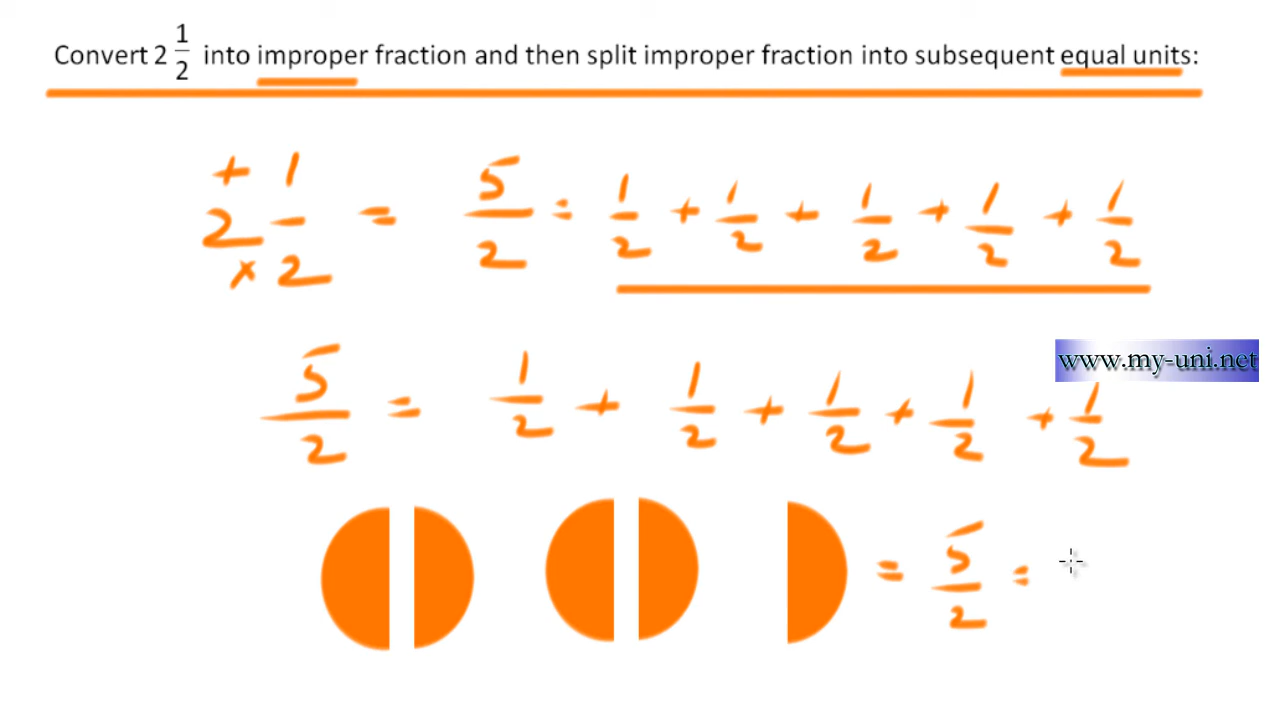 Convert 2 1/2 into improper fraction and then split improper fraction into subsequent equal units:
+ 2 1/2 × = 5/2 = 1/2 + 1/2 + 1/2 + 1/2 + 1/2
www.my-uni.net
5/2 = 1/2 + 1/2 + 1/2 + 1/2 + 1/2
= 5/2 =